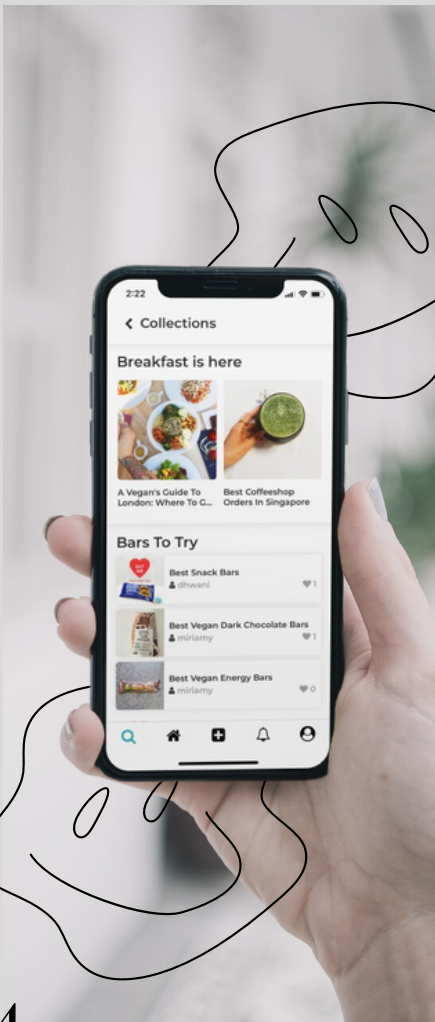 2:22
Collections
Breakfast is here
A Vegan's Guide To
London: Where To G...
Best Coffeeshop
Orders In Singapore
Bars To Try
EAT
ME
Best Snack Bars
dhwani
1
Best Vegan Dark Chocolate Bars
miriamy
1
Best Vegan Energy Bars
miriamy
0